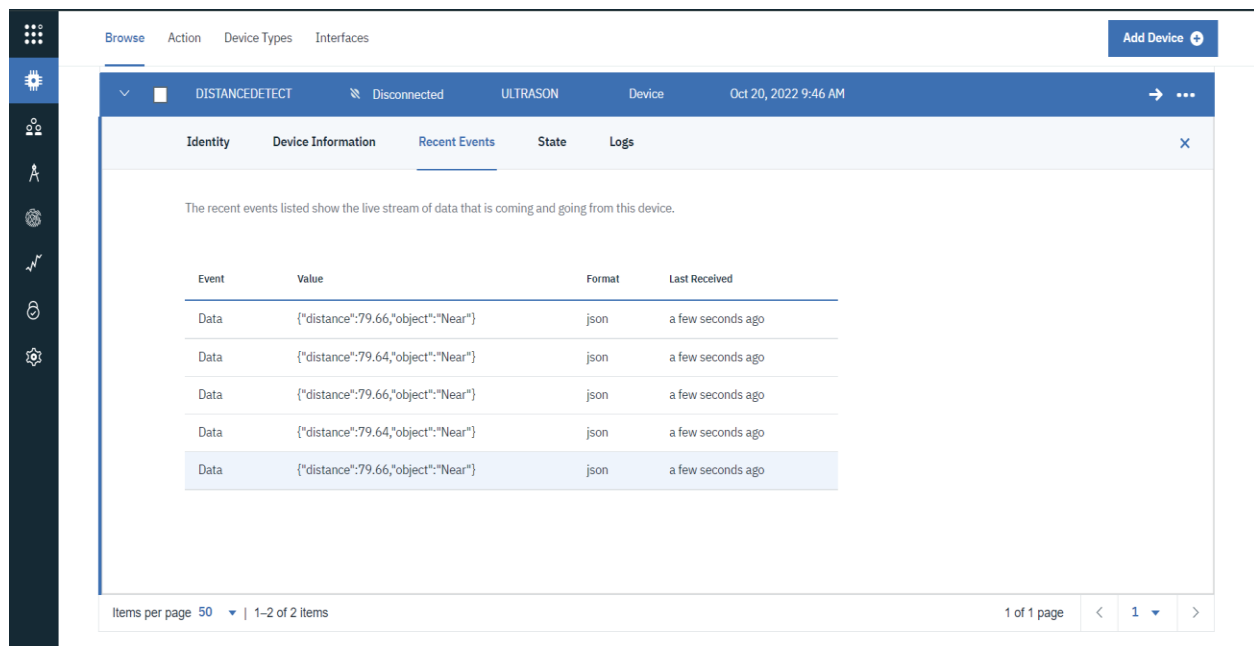 Browse Action Device Types Interfaces Add Device
DISTANCEDETECT Disconnected ULTRASON Device Oct 20, 2022 9:46 AM
Identity Device Information Recent Events State Logs
The recent events listed show the live stream of data that is coming and going from this device.
Event Value Format Last Received
Data {"distance":79.66,"object":"Near"} json a few seconds ago
Data {"distance":79.64,"object":"Near"} json a few seconds ago
Data {"distance":79.66,"object":"Near"} json a few seconds ago
Data {"distance":79.64,"object":"Near"} json a few seconds ago
Data {"distance":79.66,"object":"Near"} json a few seconds ago
Items per page 50 | 1–2 of 2 items 1 of 1 page 1